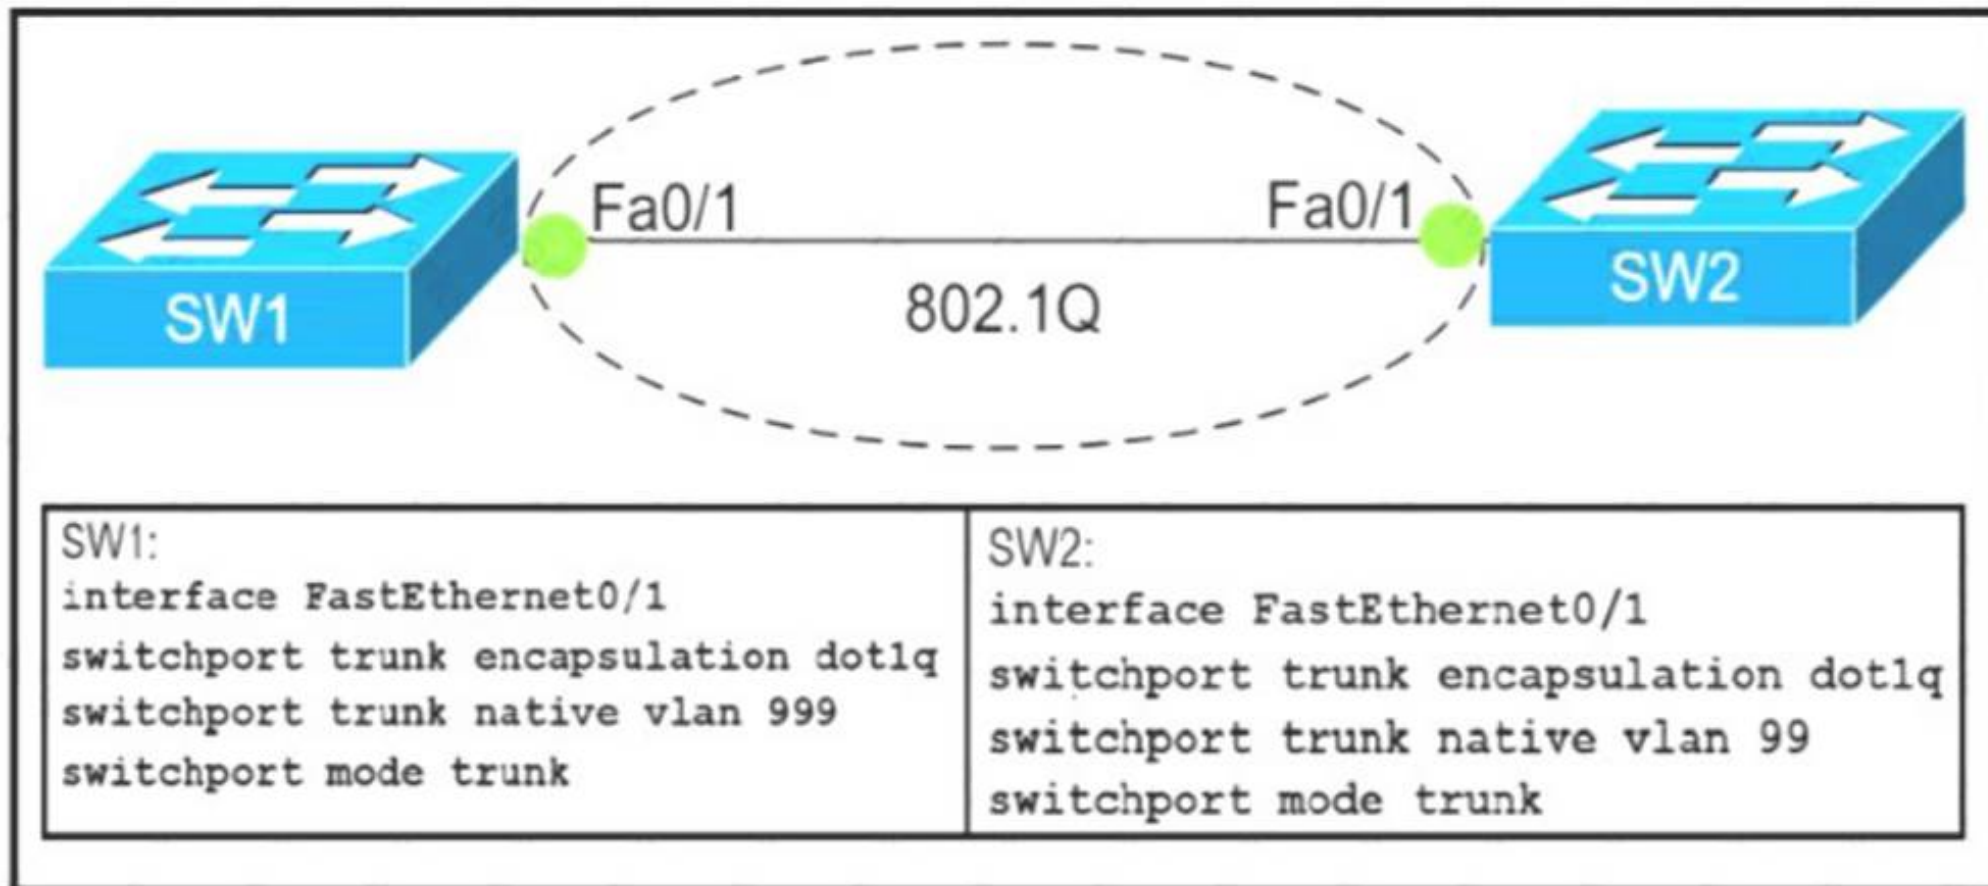 Fa0/1
Fa0/1
SW1
802.1Q
SW2
SW1:
interface FastEthernet0/1
switchport trunk encapsulation dot1q
switchport trunk native vlan 999
switchport mode trunk
SW2:
interface FastEthernet0/1
switchport trunk encapsulation dot1q
switchport trunk native vlan 99
switchport mode trunk